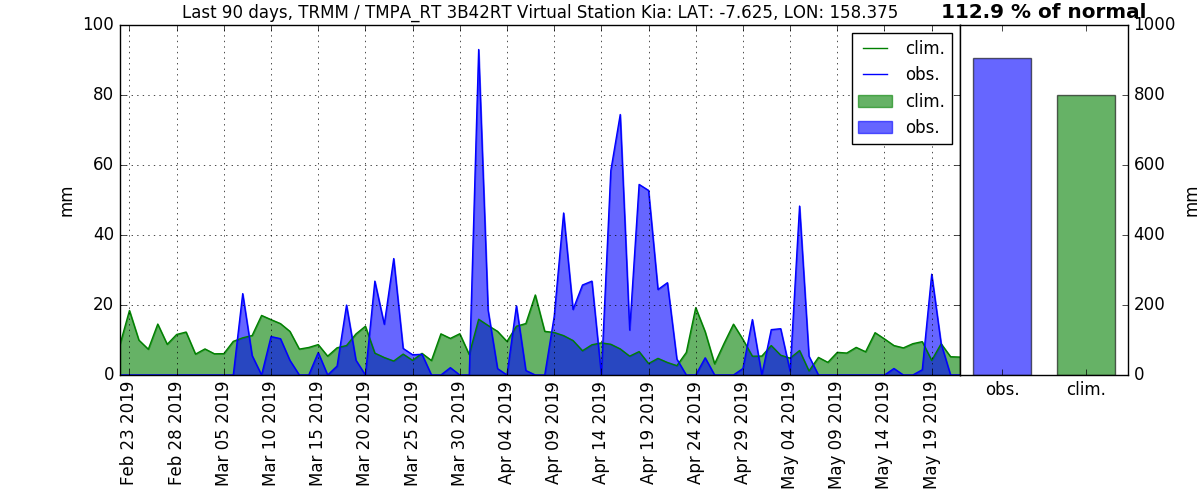 Last 90 days, TRMM / TMPA_RT 3B42RT Virtual Station Kia: LAT: -7.625, LON: 158.375
112.9 % of normal
100
80
60
40
20
0
mm
clim.
obs.
clim.
obs.
1000
800
600
400
200
0
mm
Feb 23 2019
Feb 28 2019
Mar 05 2019
Mar 10 2019
Mar 15 2019
Mar 20 2019
Mar 25 2019
Mar 30 2019
Apr 04 2019
Apr 09 2019
Apr 14 2019
Apr 19 2019
Apr 24 2019
Apr 29 2019
May 04 2019
May 09 2019
May 14 2019
May 19 2019
obs.
clim.